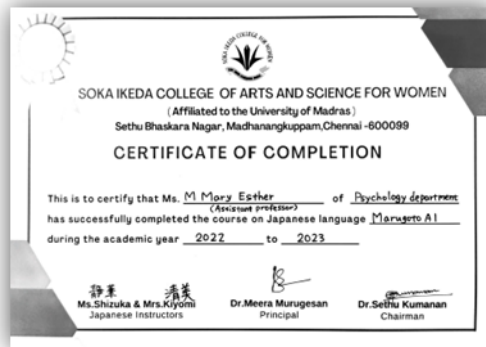 SOKA IKEDA COLLEGE OF ARTS AND SCIENCE FOR WOMEN
(Affiliated to the University of Madras)
Sethu Bhaskara Nagar, Madhanangkuppam,Chennai -600099
CERTIFICATE OF COMPLETION
This is to certify that Ms. M Mary Esther of Psychology department
(Assistant professor)
has successfully completed the course on Japanese language Marugoto A1
during the academic year 2022 to 2023
清美
Ms.Shizuka & Mrs.Kiyomi Dr.Meera Murugesan Dr.Sethu Kumanan
Japanese Instructors Principal Chairman